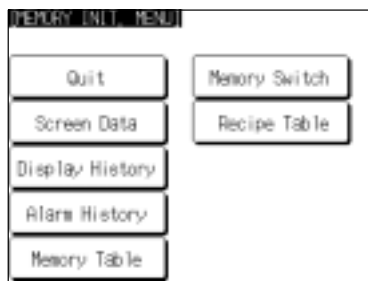 [MEMORY INIT. MENU]
Quit
Screen Data
Display History
Alarm History
Memory Table
Memory Switch
Recipe Table